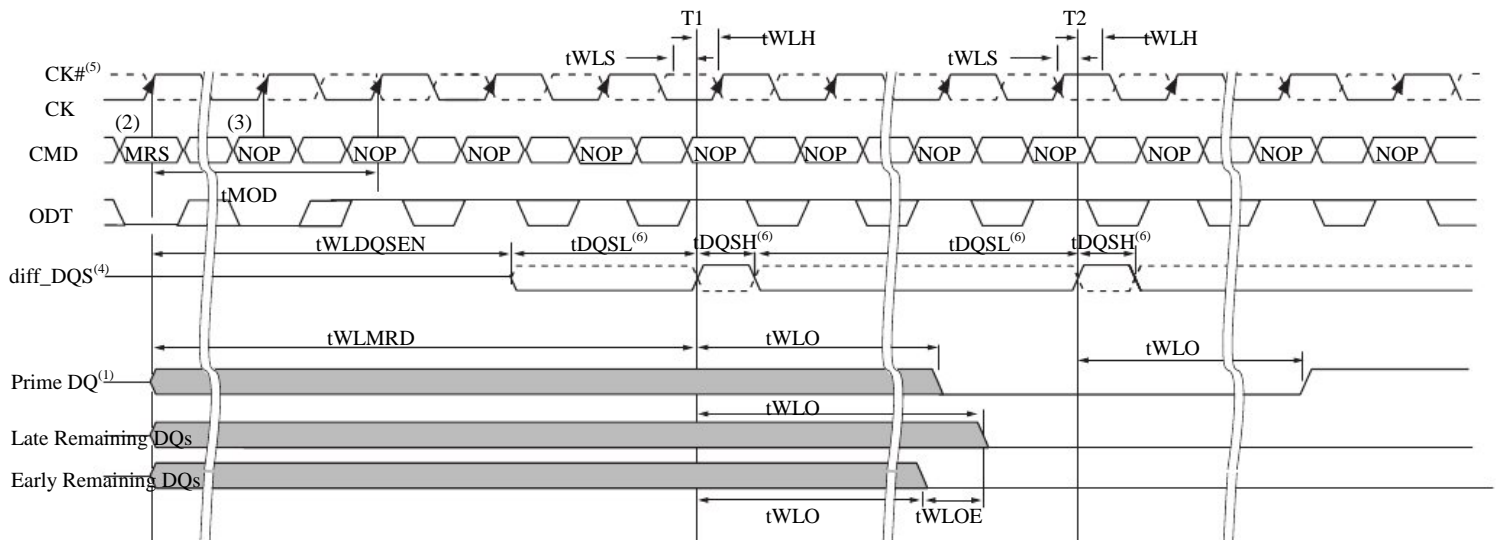 T1 T2
tWLH tWLH
tWLS tWLS
CK#(5)
CK
(2) (3)
CMD MRS NOP NOP NOP NOP NOP NOP NOP NOP NOP NOP NOP
tMOD
ODT
tWLDQSEN tDQSL(6) tDQSH(6) tDQSL(6) tDQSH(6)
diff_DQS(4)
tWLMRD tWLO tWLO
Prime DQ(1)
tWLO
Late Remaining DQs
Early Remaining DQs
tWLO tWLOE